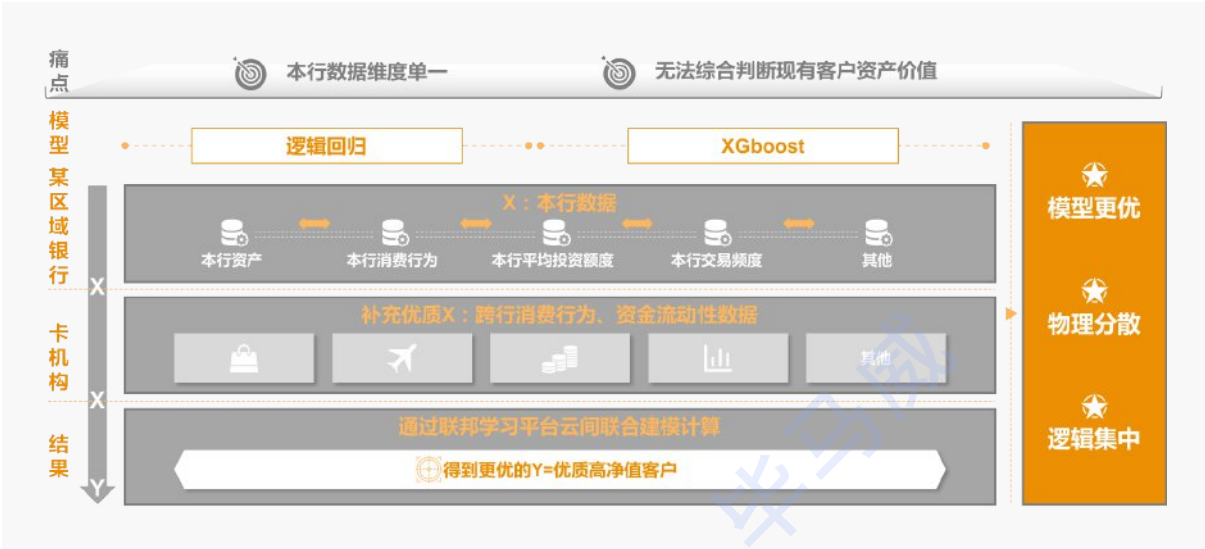 痛点
本行数据维度单一
无法综合判断现有客户资产价值
模型
逻辑回归
XGboost
某区域银行
X：本行数据
本行资产
本行消费行为
本行平均投资额度
本行交易频度
其他
X
卡机构
补充优质X：跨行消费行为、资金流动性数据
其他
X
结果
通过联邦学习平台云间联合建模计算
得到更优的Y=优质高净值客户
Y
模型更优
物理分散
逻辑集中
毕马威